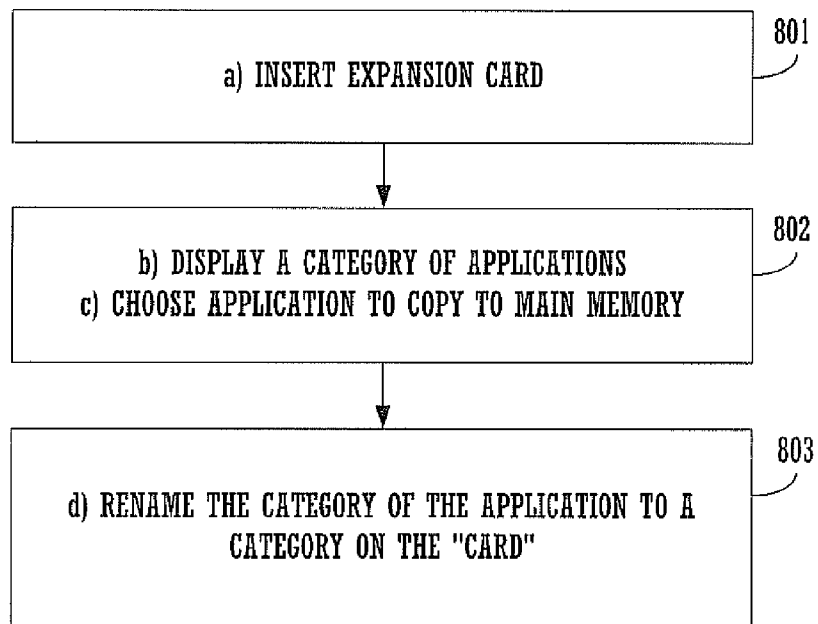 801
a) INSERT EXPANSION CARD
802
b) DISPLAY A CATEGORY OF APPLICATIONS
c) CHOOSE APPLICATION TO COPY TO MAIN MEMORY
803
d) RENAME THE CATEGORY OF THE APPLICATION TO A
CATEGORY ON THE "CARD"